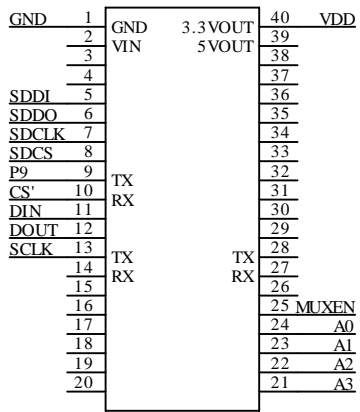 GND 1 GND 3.3VOUT 40 VDD
2 VIN 5VOUT 39
3 38
4 37
SDDI 5 36
SDDO 6 35
SDCLK 7 34
SDCS 8 33
P9 9 TX 32
CS' 10 RX 31
DIN 11 30
DOUT 12 29
SCLK 13 TX TX 28
14 RX RX 27
15 26
16 25 MUXEN
17 24 A0
18 23 A1
19 22 A2
20 21 A3